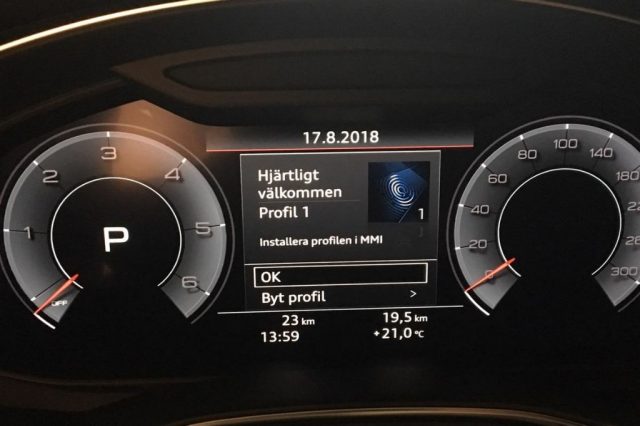 17.8.2018
Hjärtligt
välkommen
Profil 1
1
Installera profilen i MMI
OK
Byt profil >
23 km 19,5 km
13:59 +21,0 °C
P
OFF
1
2
3
4
5
6
0
20
40
60
80
100
140
180
300